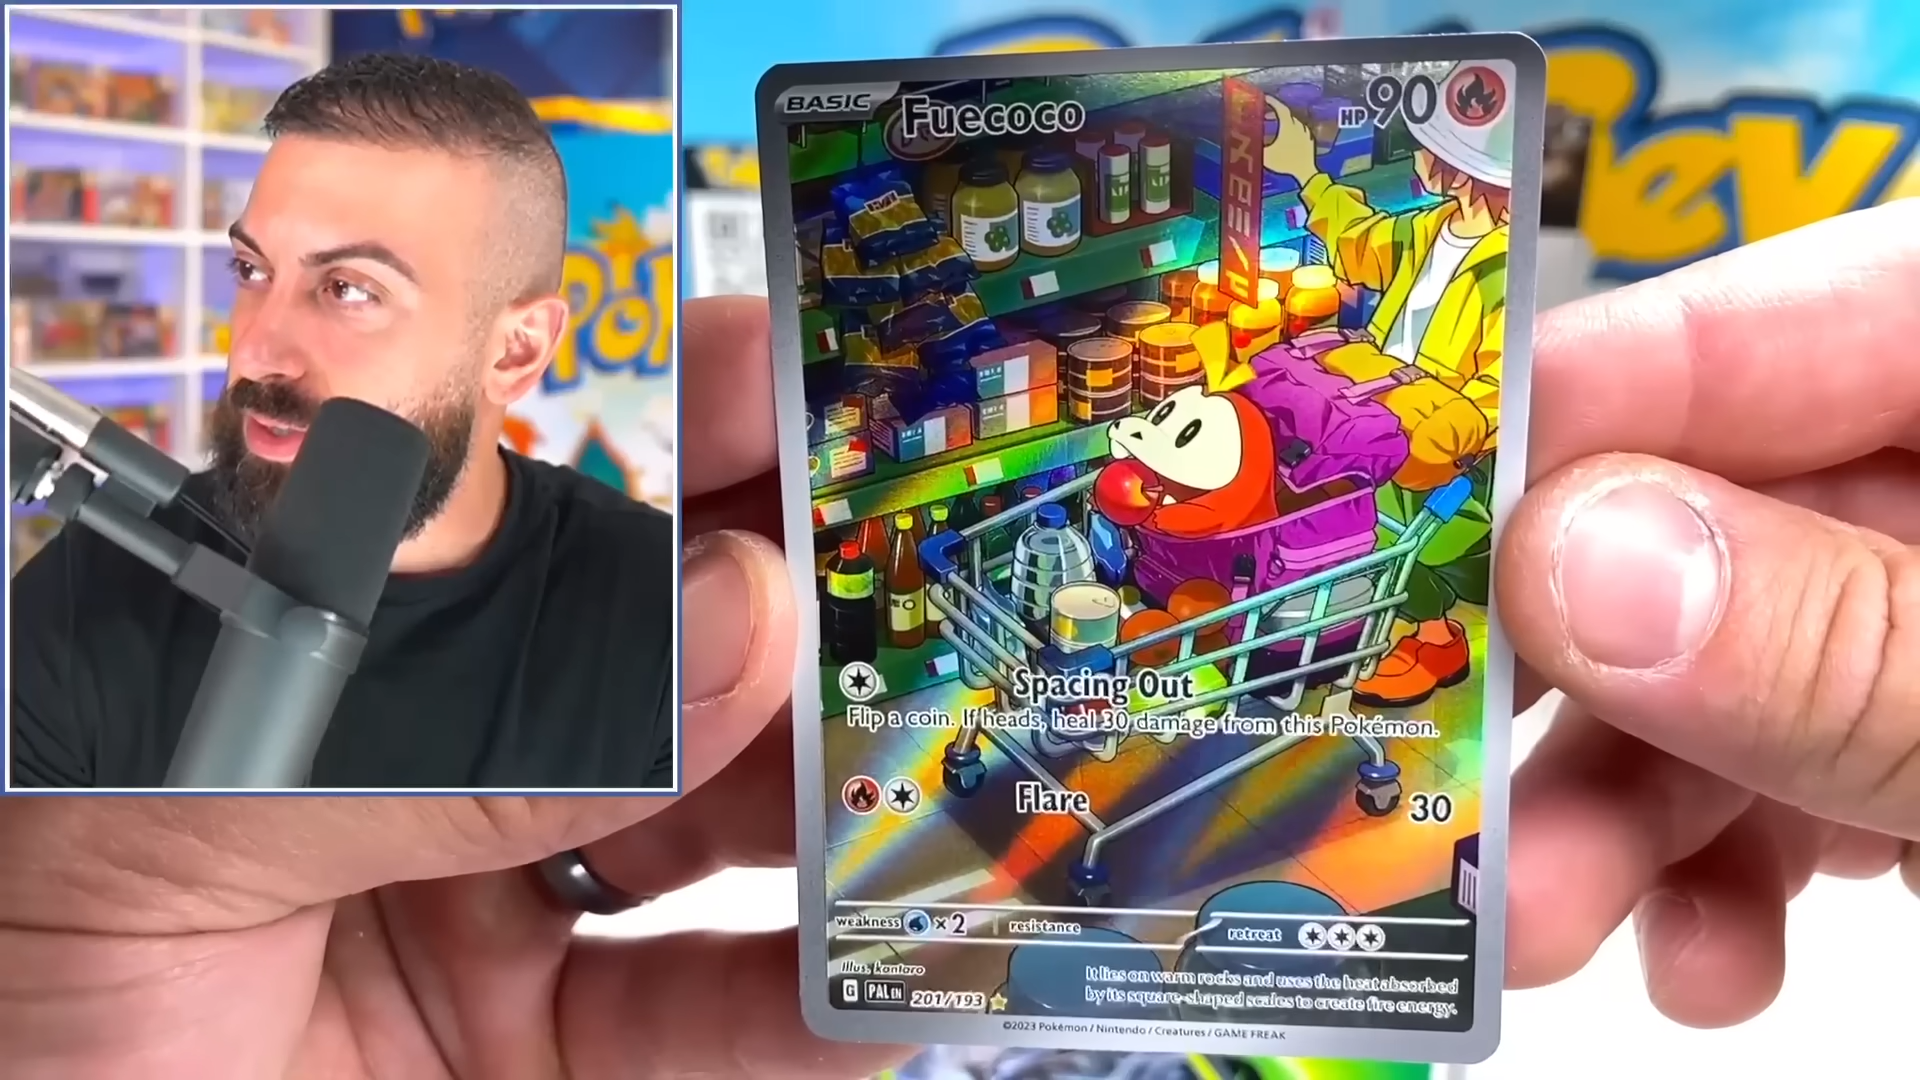 BASIC
Fuecoco
HP 90
Spacing Out
Flip a coin. If heads, heal 30 damage from this Pokémon.
Flare
30
weakness ×2
resistance
retreat
Illus. kantaro
It lies on warm rocks and uses the heat absorbed
by its square-shaped scales to create fire energy.
G PAL EN 201/193
©2023 Pokémon / Nintendo / Creatures / GAME FREAK